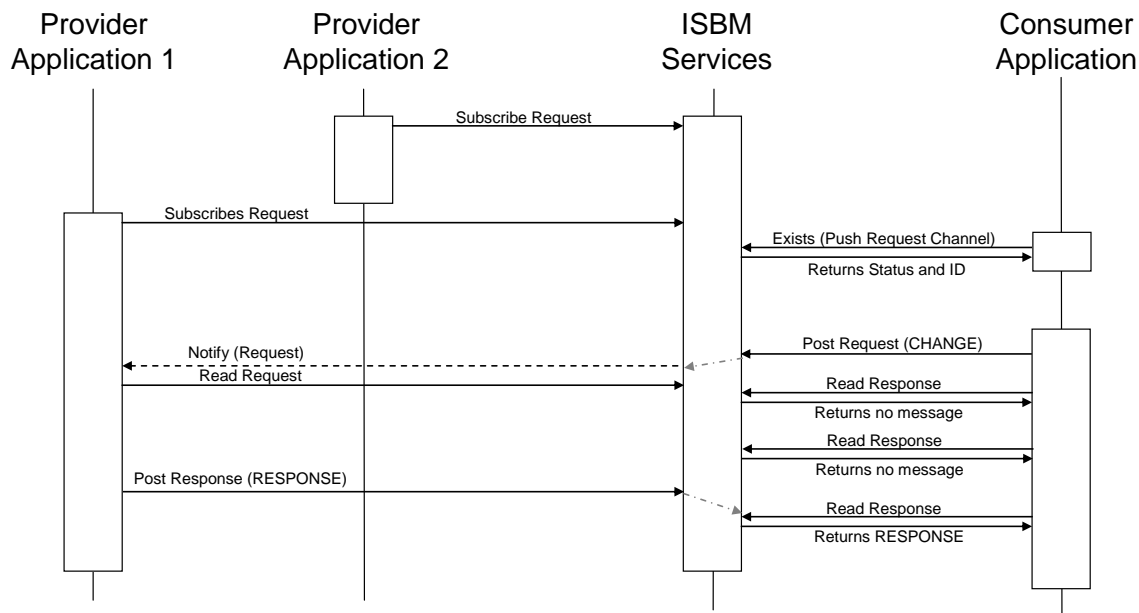 Provider
Application 1
Provider
Application 2
ISBM
Services
Consumer
Application
Subscribe Request
Subscribes Request
Exists (Push Request Channel)
Returns Status and ID
Post Request (CHANGE)
Notify (Request)
Read Request
Read Response
Returns no message
Read Response
Returns no message
Post Response (RESPONSE)
Read Response
Returns RESPONSE